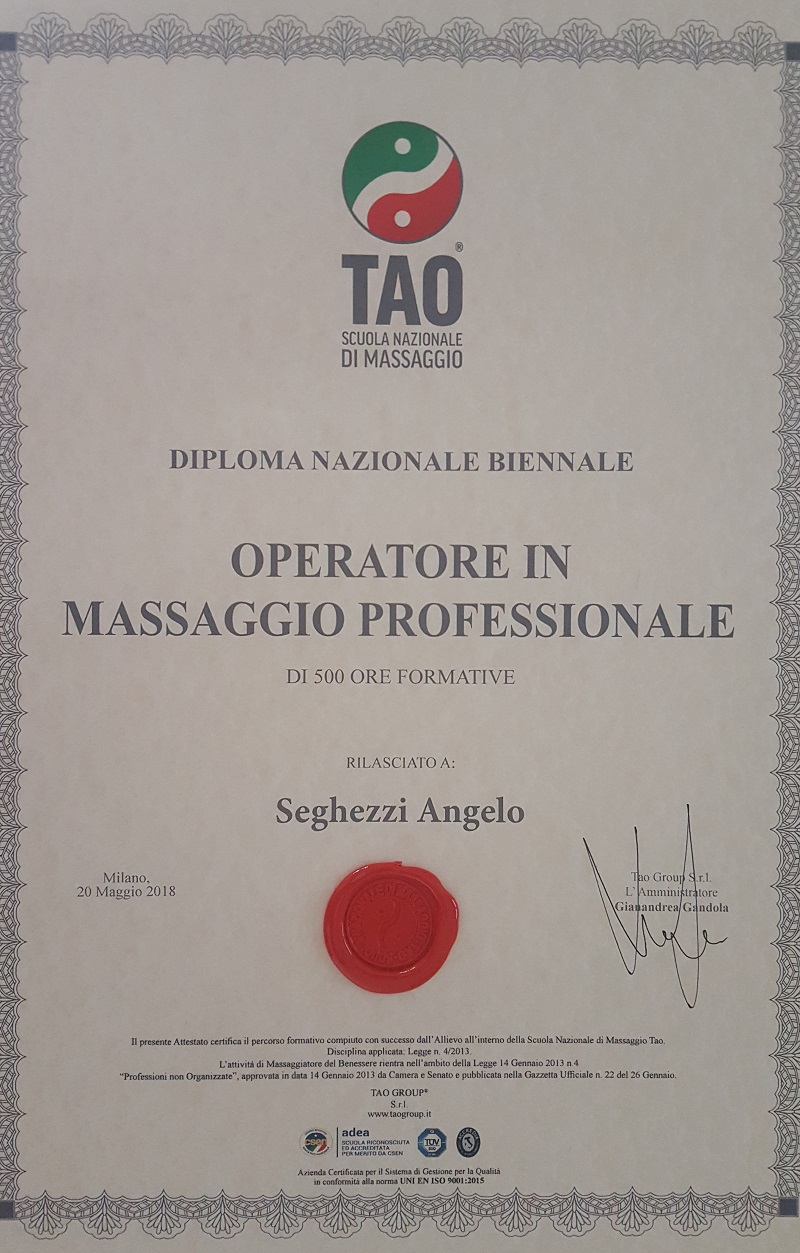 TAO®
SCUOLA NAZIONALE
DI MASSAGGIO
DIPLOMA NAZIONALE BIENNALE
OPERATORE IN
MASSAGGIO PROFESSIONALE
DI 500 ORE FORMATIVE
RILASCIATO A:
Seghezzi Angelo
Milano,
20 Maggio 2018
Tao Group S.r.l.
L'Amministratore
Gianandrea Gandola
Il presente Attestato certifica il percorso formativo compiuto con successo dall'Allievo all'interno della Scuola Nazionale di Massaggio Tao.
Disciplina applicata: Legge n. 4/2013.
L'attività di Massaggiatore del Benessere rientra nell'ambito della Legge 14 Gennaio 2013 n.4
"Professioni non Organizzate", approvata in data 14 Gennaio 2013 da Camera e Senato e pubblicata nella Gazzetta Ufficiale n. 22 del 26 Gennaio.
TAO GROUP®
S.r.l
www.taogroup.it
csen
adea
SCUOLA RICONOSCIUTA
ED ACCREDITATA
PER MERITO DA CSEN
TÜV
Azienda Certificata per il Sistema di Gestione per la Qualità
in conformità alla norma UNI EN ISO 9001:2015